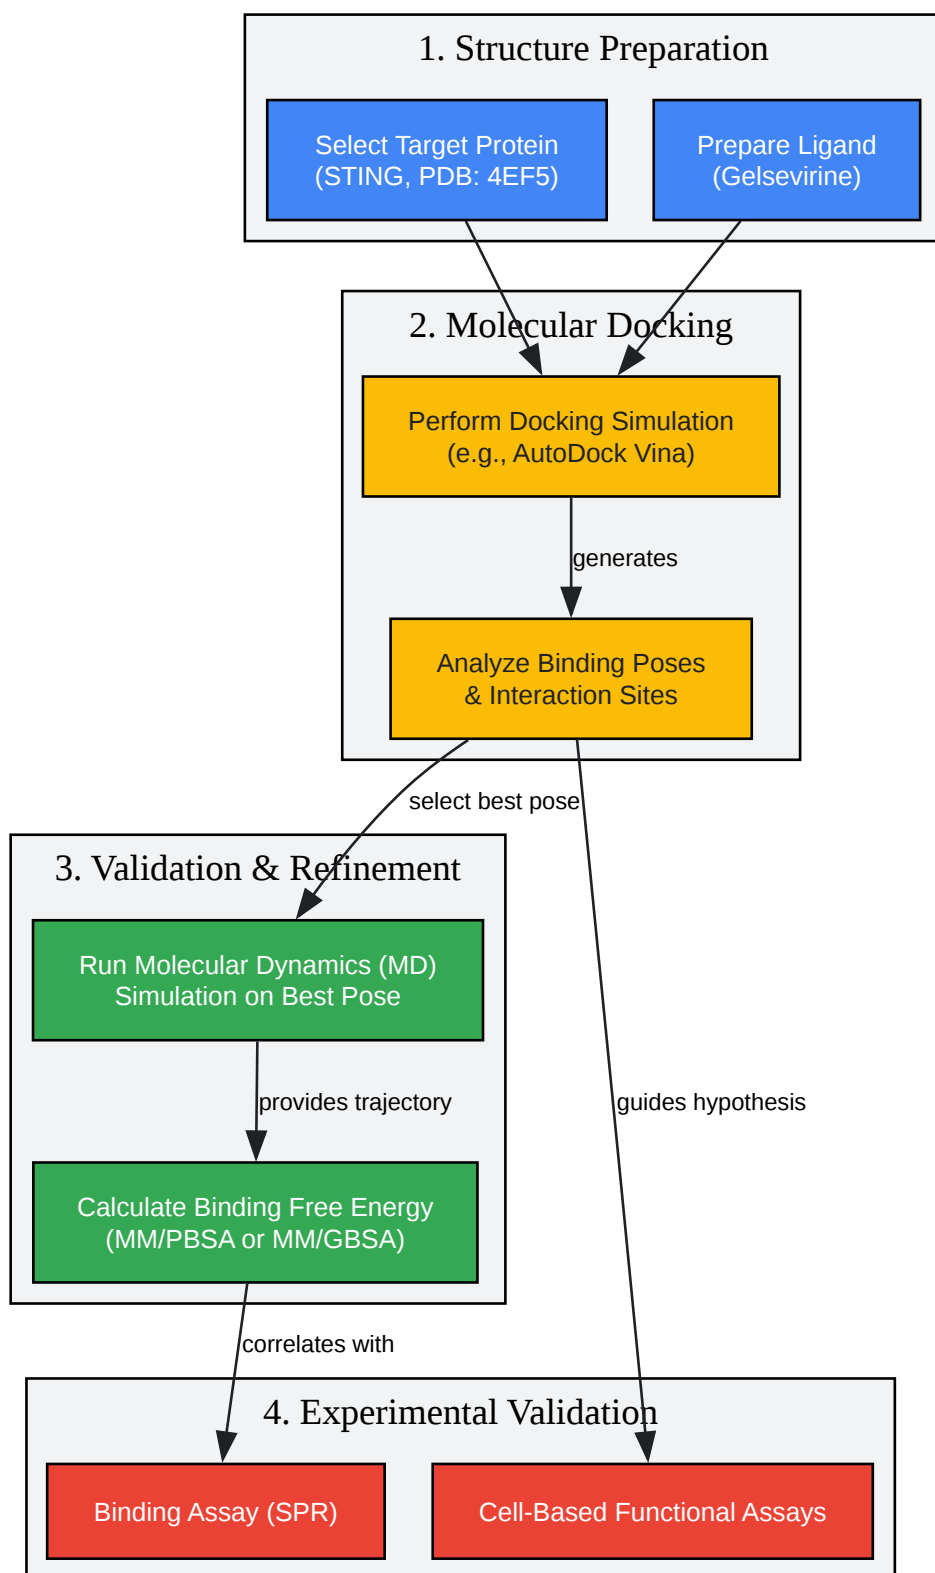 1. Structure Preparation
Select Target Protein
(STING, PDB: 4EF5)
Prepare Ligand
(Gelsevirine)
2. Molecular Docking
Perform Docking Simulation
(e.g., AutoDock Vina)
generates
Analyze Binding Poses
& Interaction Sites
select best pose
3. Validation & Refinement
Run Molecular Dynamics (MD)
Simulation on Best Pose
provides trajectory
guides hypothesis
Calculate Binding Free Energy
(MM/PBSA or MM/GBSA)
correlates with
4. Experimental Validation
Binding Assay (SPR)
Cell-Based Functional Assays